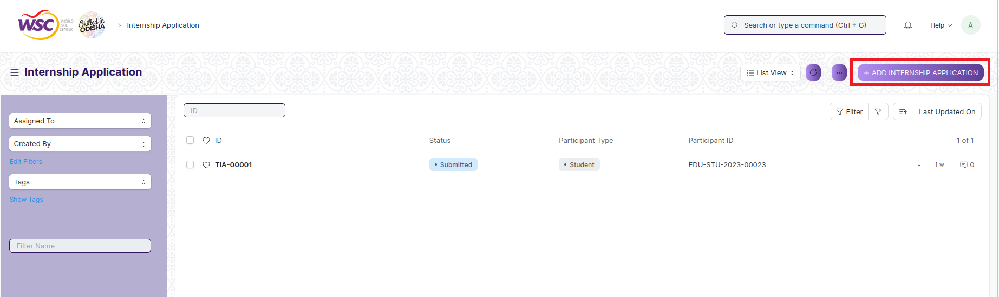 WSC WORLD SKILL CENTER
Skilled in ODISHA
Internship Application
Search or type a command (Ctrl + G)
Help
A
Internship Application
List View
+ ADD INTERNSHIP APPLICATION
Assigned To
Created By
Edit Filters
Tags
Show Tags
Filter Name
ID
Filter
Last Updated On
ID Status Participant Type Participant ID 1 of 1
TIA-00001 Submitted Student EDU-STU-2023-00023 - 1 w 0